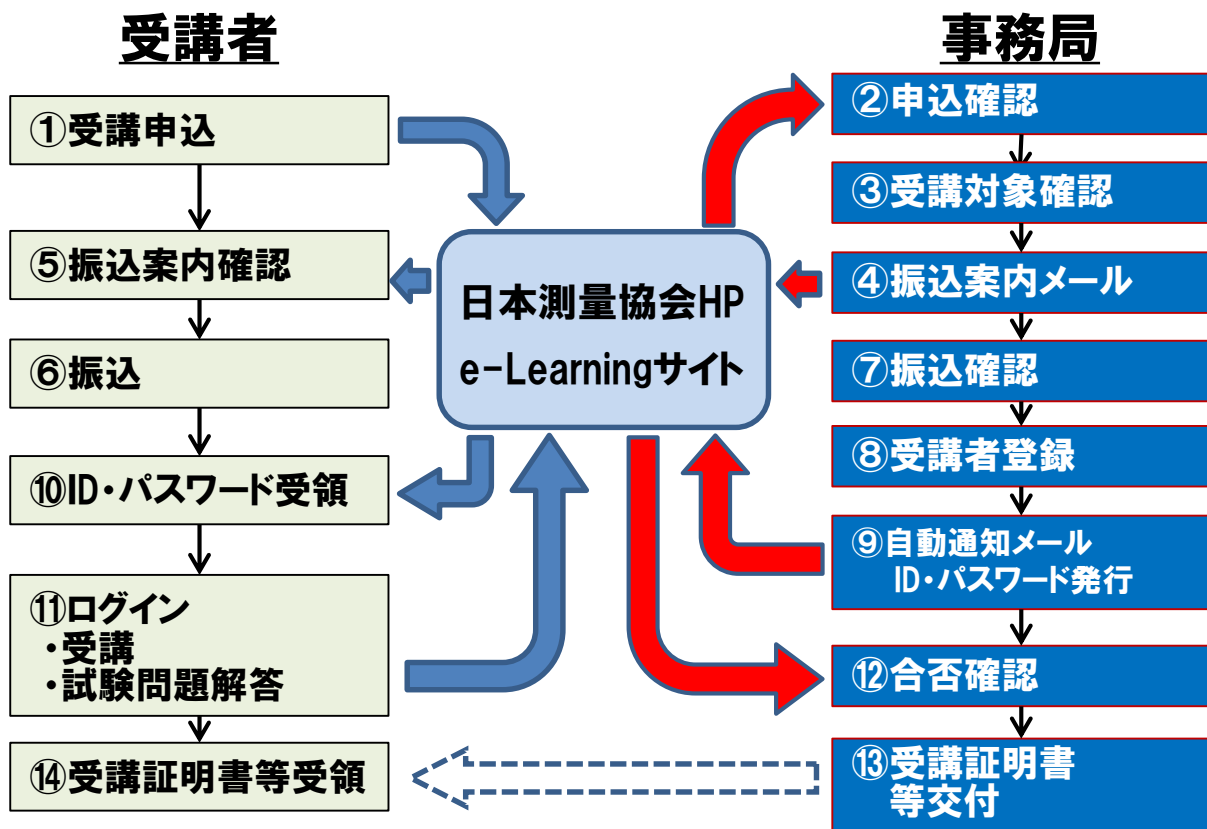 受講者
①受講申込
⑤振込案内確認
⑥振込
⑩ID・パスワード受領
⑪ログイン
・受講
・試験問題解答
⑭受講証明書等受領
日本測量協会HP
e-Learningサイト
事務局
②申込確認
③受講対象確認
④振込案内メール
⑦振込確認
⑧受講者登録
⑨自動通知メール
ID・パスワード発行
⑫合否確認
⑬受講証明書
等交付